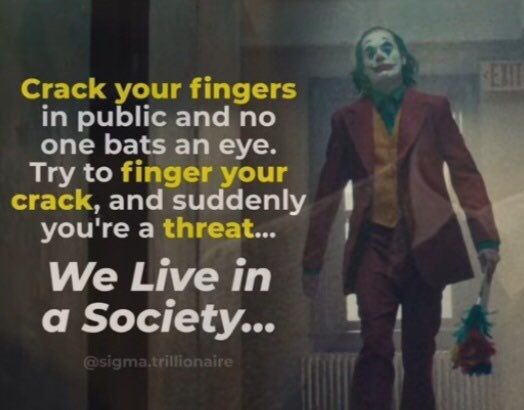 Crack your fingers
in public and no
one bats an eye.
Try to finger your
crack, and suddenly
you're a threat...
We Live in
a Society...
@sigma.trillionaire
EXIT